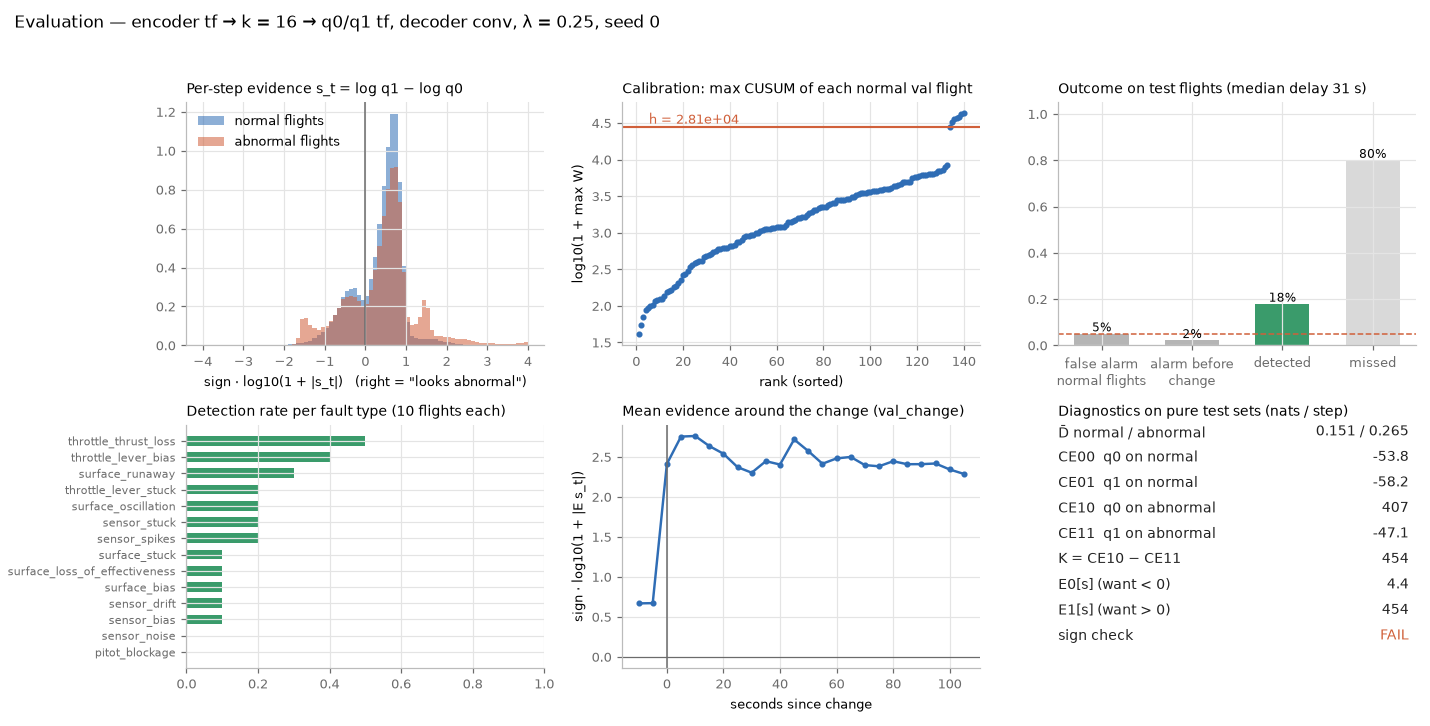 Evaluation — encoder tf → k = 16 → q0/q1 tf, decoder conv, λ = 0.25, seed 0
Per-step evidence s_t = log q1 − log q0
normal flights
abnormal flights
1.2
1.0
0.8
0.6
0.4
0.2
0.0
−4 −3 −2 −1 0 1 2 3 4
sign · log10(1 + |s_t|)   (right = "looks abnormal")
Calibration: max CUSUM of each normal val flight
h = 2.81e+04
log10(1 + max W)
4.5
4.0
3.5
3.0
2.5
2.0
1.5
0 20 40 60 80 100 120 140
rank (sorted)
Outcome on test flights (median delay 31 s)
1.0
0.8
0.6
0.4
0.2
0.0
5%
2%
18%
80%
false alarm
normal flights
alarm before
change
detected
missed
Detection rate per fault type (10 flights each)
throttle_thrust_loss
throttle_lever_bias
surface_runaway
throttle_lever_stuck
surface_oscillation
sensor_stuck
sensor_spikes
surface_stuck
surface_loss_of_effectiveness
surface_bias
sensor_drift
sensor_bias
sensor_noise
pitot_blockage
0.0 0.2 0.4 0.6 0.8 1.0
Mean evidence around the change (val_change)
sign · log10(1 + |E s_t|)
2.5
2.0
1.5
1.0
0.5
0.0
0 20 40 60 80 100
seconds since change
Diagnostics on pure test sets (nats / step)
D̄ normal / abnormal 0.151 / 0.265
CE00  q0 on normal -53.8
CE01  q1 on normal -58.2
CE10  q0 on abnormal 407
CE11  q1 on abnormal -47.1
K = CE10 − CE11 454
E0[s] (want < 0) 4.4
E1[s] (want > 0) 454
sign check FAIL